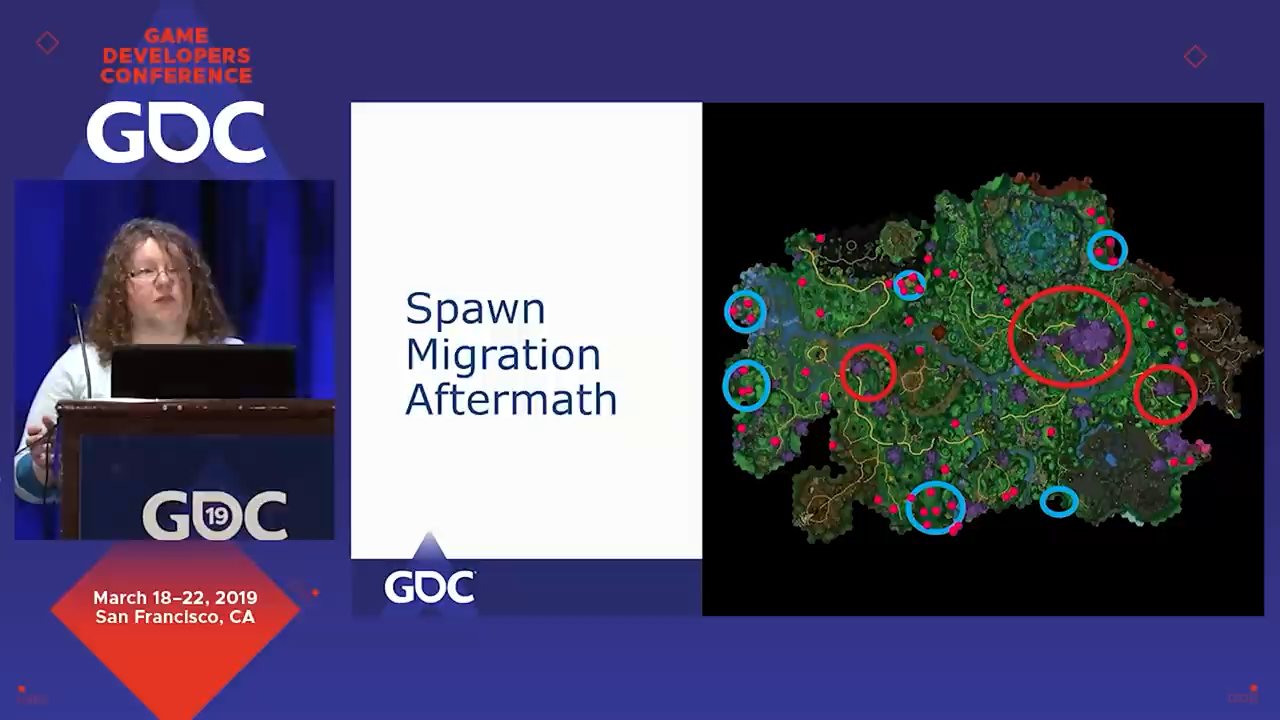 GAME
DEVELOPERS
CONFERENCE
GDC
Spawn
Migration
Aftermath
GDC
19
GDC
March 18–22, 2019
San Francisco, CA